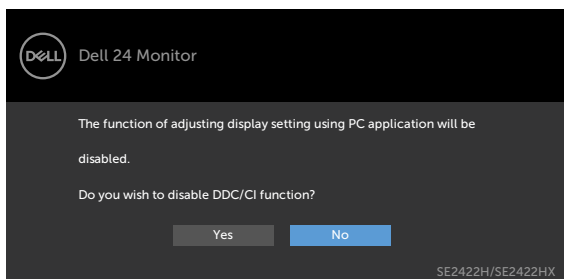 DELL
Dell 24 Monitor
The function of adjusting display setting using PC application will be
disabled.
Do you wish to disable DDC/CI function?
Yes No
SE2422H/SE2422HX